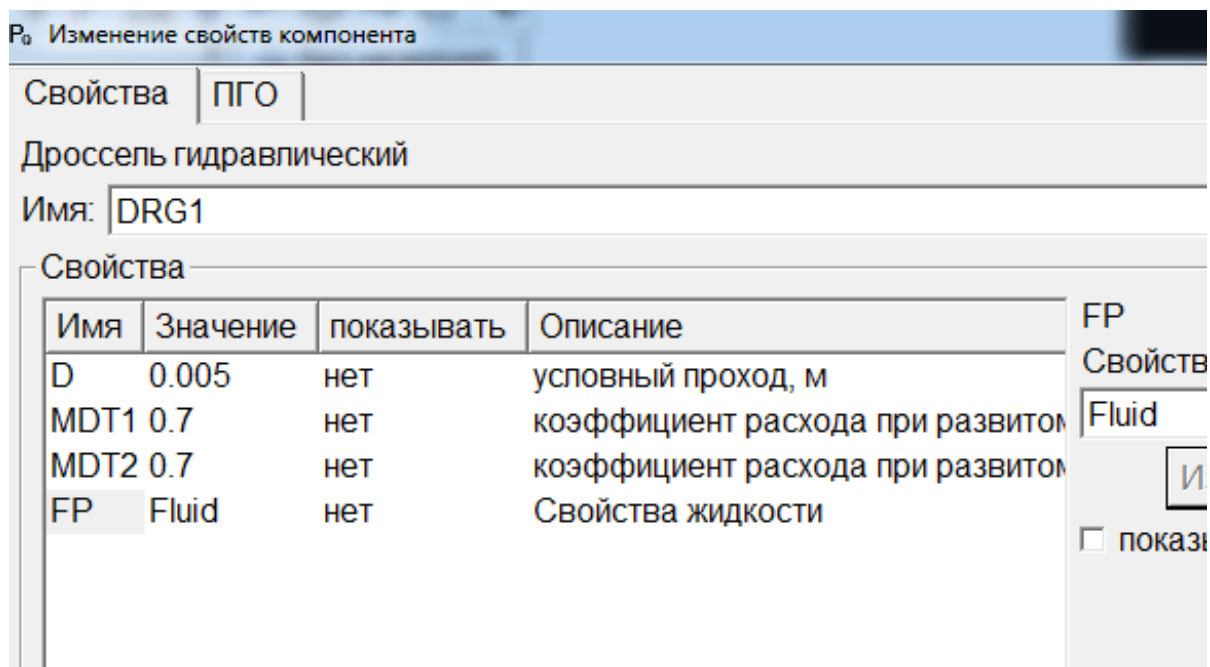 Изменение свойств компонента
Свойства ПГО
Дроссель гидравлический
Имя: DRG1
Свойства
Имя Значение показывать Описание
D 0.005 нет условный проход, м
MDT1 0.7 нет коэффициент расхода при развитом
MDT2 0.7 нет коэффициент расхода при развитом
FP Fluid нет Свойства жидкости
FP
Свойств
Fluid